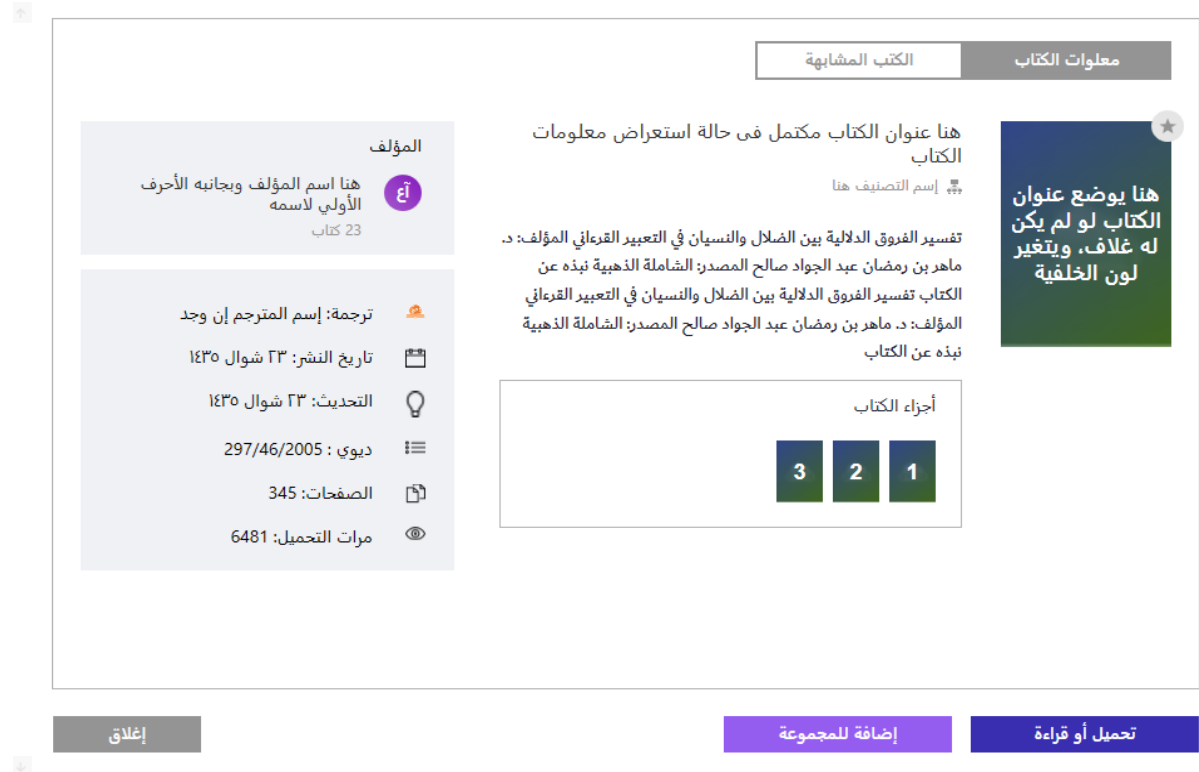 معلوات الكتاب
الكتب المشابهة
هنا يوضع عنوان
الكتاب لو لم يكن
له غلاف، ويتغير
لون الخلفية
هنا عنوان الكتاب مكتمل فى حالة استعراض معلومات
الكتاب
إسم التصنيف هنا
تفسير الفروق الدلالية بين الضلال والنسيان في التعبير القرءاني المؤلف: د.
ماهر بن رمضان عبد الجواد صالح المصدر: الشاملة الذهبية نبذه عن
الكتاب تفسير الفروق الدلالية بين الضلال والنسيان في التعبير القرءاني
المؤلف: د. ماهر بن رمضان عبد الجواد صالح المصدر: الشاملة الذهبية
نبذه عن الكتاب
أجزاء الكتاب
1
2
3
المؤلف
آع
هنا اسم المؤلف وبجانبه الأحرف
الأولي لاسمه
23 كتاب
ترجمة: إسم المترجم إن وجد
تاريخ النشر: ٢٣ شوال ١٤٣٥
التحديث: ٢٣ شوال ١٤٣٥
ديوي : 297/46/2005
الصفحات: 345
مرات التحميل: 6481
تحميل أو قراءة
إضافة للمجموعة
إغلاق